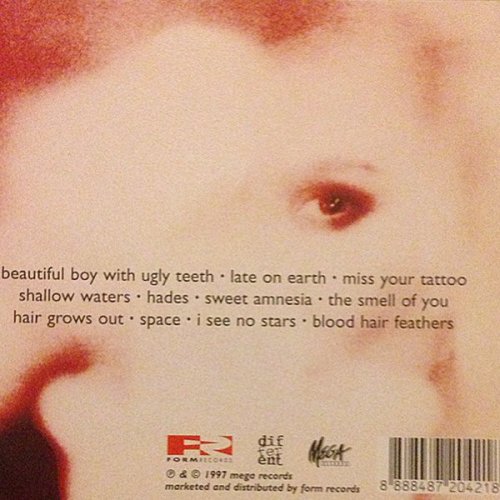 beautiful boy with ugly teeth · late on earth · miss your tattoo
shallow waters · hades · sweet amnesia · the smell of you
hair grows out · space · i see no stars · blood hair feathers
FR
FORM RECORDS
dif
fer
ent
MEGA
℗ & © 1997 mega records
marketed and distributed by form records
8 888487 204218